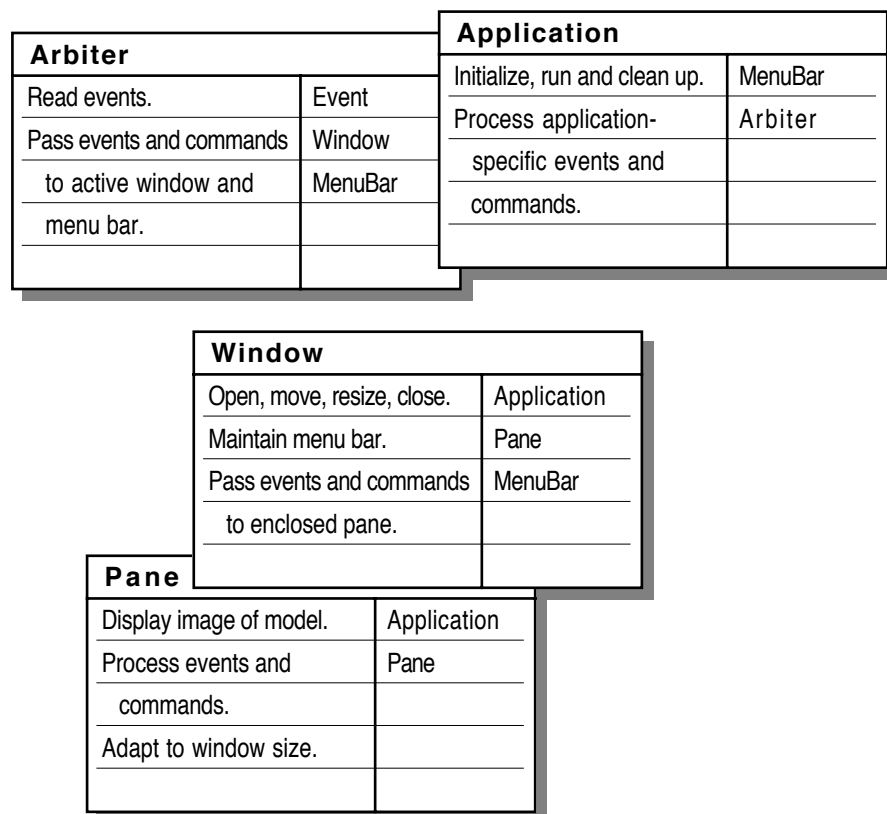 Arbiter
Read events. Event
Pass events and commands Window
to active window and MenuBar
menu bar.
Application
Initialize, run and clean up. MenuBar
Process application- Arbiter
specific events and
commands.
Window
Open, move, resize, close. Application
Maintain menu bar. Pane
Pass events and commands MenuBar
to enclosed pane.
Pane
Display image of model. Application
Process events and Pane
commands.
Adapt to window size.